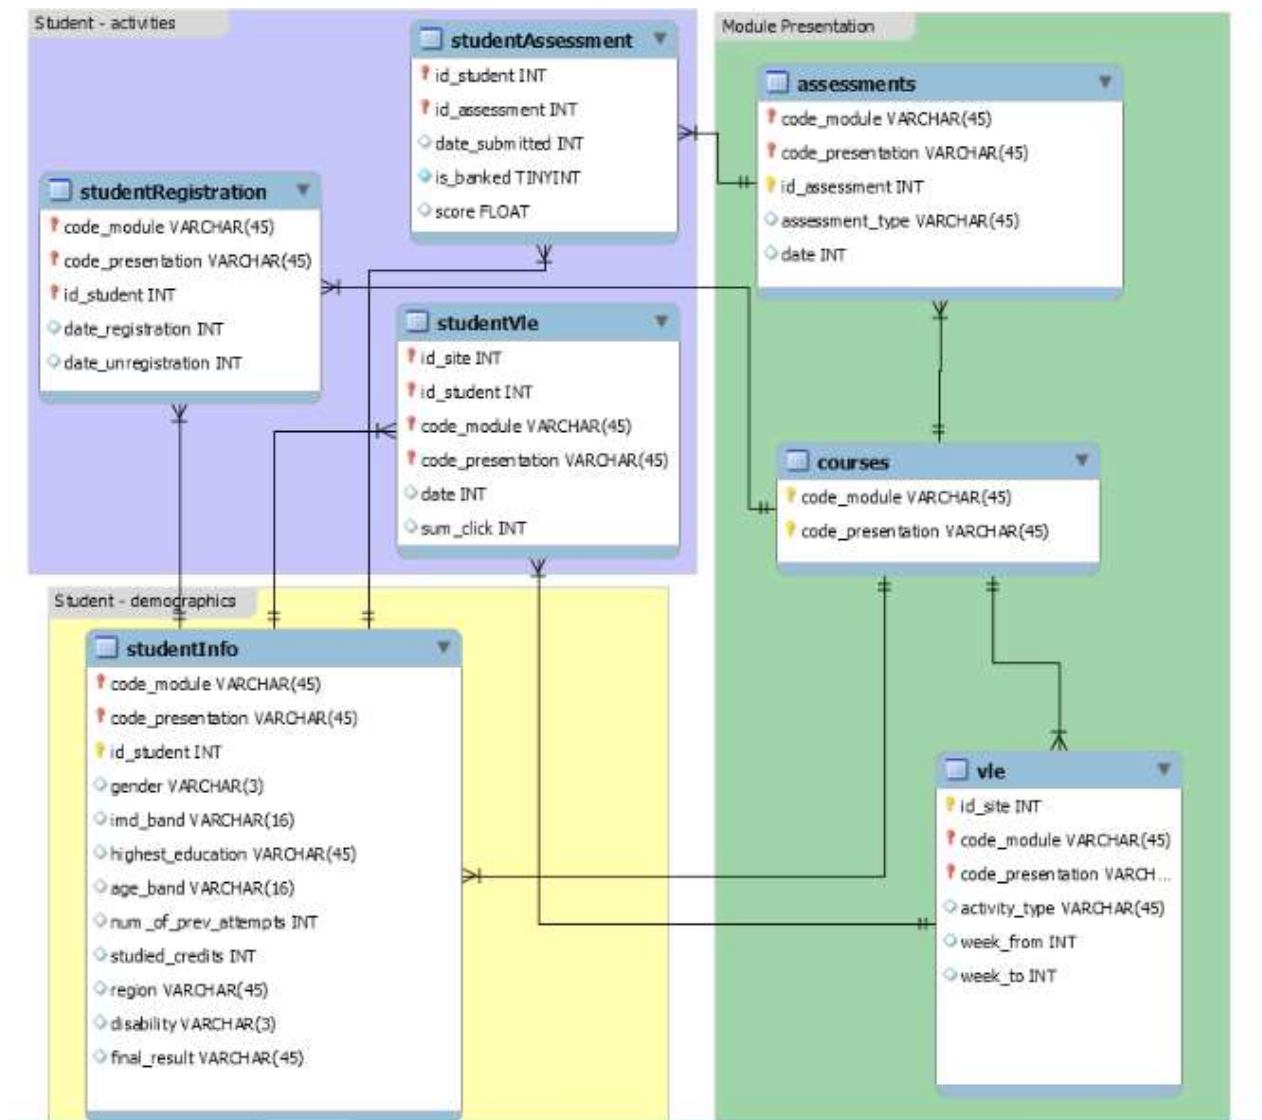 Student - activities
studentAssessment
id_student INT
id_assessment INT
date_submitted INT
is_banked TINYINT
score FLOAT
studentRegistration
code_module VARCHAR(45)
code_presentation VARCHAR(45)
id_student INT
date_registration INT
date_unregistration INT
studentVle
id_site INT
id_student INT
code_module VARCHAR(45)
code_presentation VARCHAR(45)
date INT
sum_click INT
Student - demographics
studentInfo
code_module VARCHAR(45)
code_presentation VARCHAR(45)
id_student INT
gender VARCHAR(3)
imd_band VARCHAR(16)
highest_education VARCHAR(45)
age_band VARCHAR(16)
num_of_prev_attempts INT
studied_credits INT
region VARCHAR(45)
disability VARCHAR(3)
final_result VARCHAR(45)
Module Presentation
assessments
code_module VARCHAR(45)
code_presentation VARCHAR(45)
id_assessment INT
assessment_type VARCHAR(45)
date INT
courses
code_module VARCHAR(45)
code_presentation VARCHAR(45)
vle
id_site INT
code_module VARCHAR(45)
code_presentation VARCH...
activity_type VARCHAR(45)
week_from INT
week_to INT